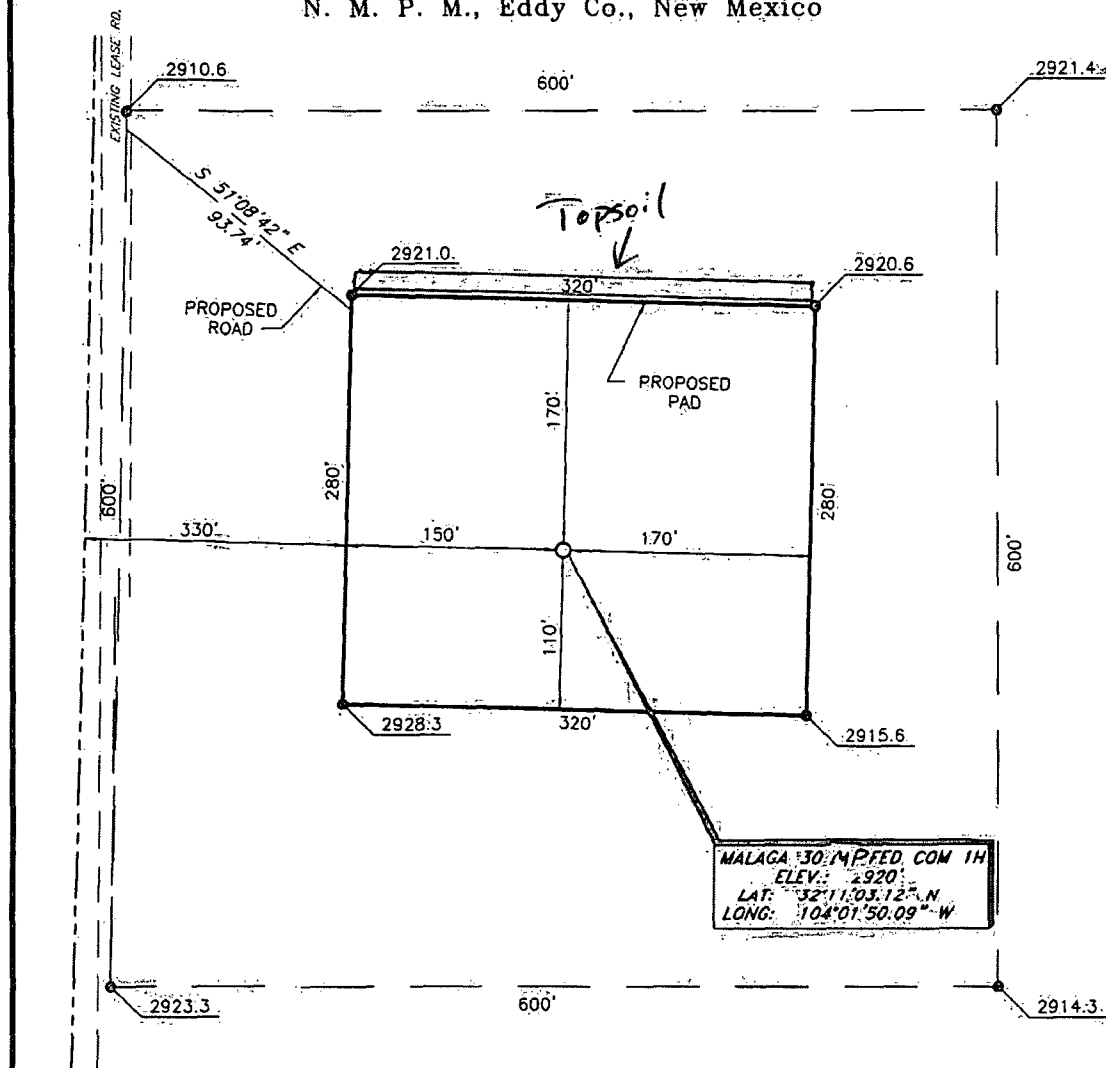 N. M. P. M., Eddy Co., New Mexico
EXISTING LEASE RD.
2910.6
600'
2921.4
S 51°08'42" E
93.74'
Topsoil
2921.0
320'
2920.6
PROPOSED
ROAD
PROPOSED
PAD
170'
280'
280'
600'
330'
150'
170'
600'
110'
2928.3
320'
2915.6
MALAGA 30 MP FED COM 1H
ELEV.: 2920'
LAT: 32°11'03.12" N
LONG: 104°01'50.09" W
2923.3
600'
2914.3